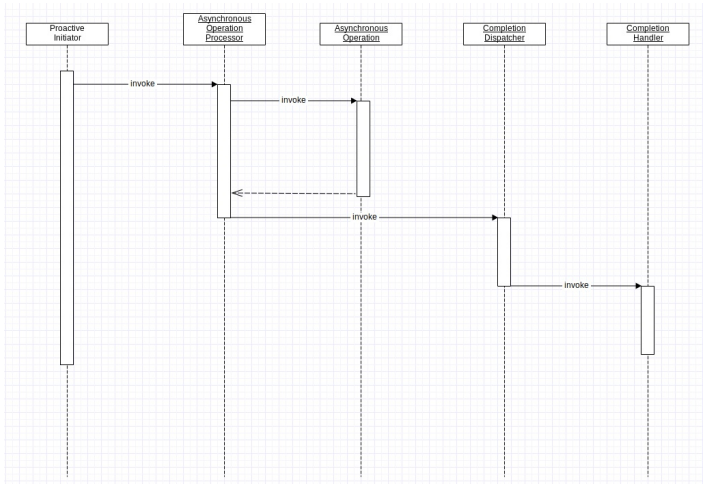 Proactive
Initiator
Asynchronous
Operation
Processor
Asynchronous
Operation
Completion
Dispatcher
Completion
Handler
invoke
invoke
invoke
invoke